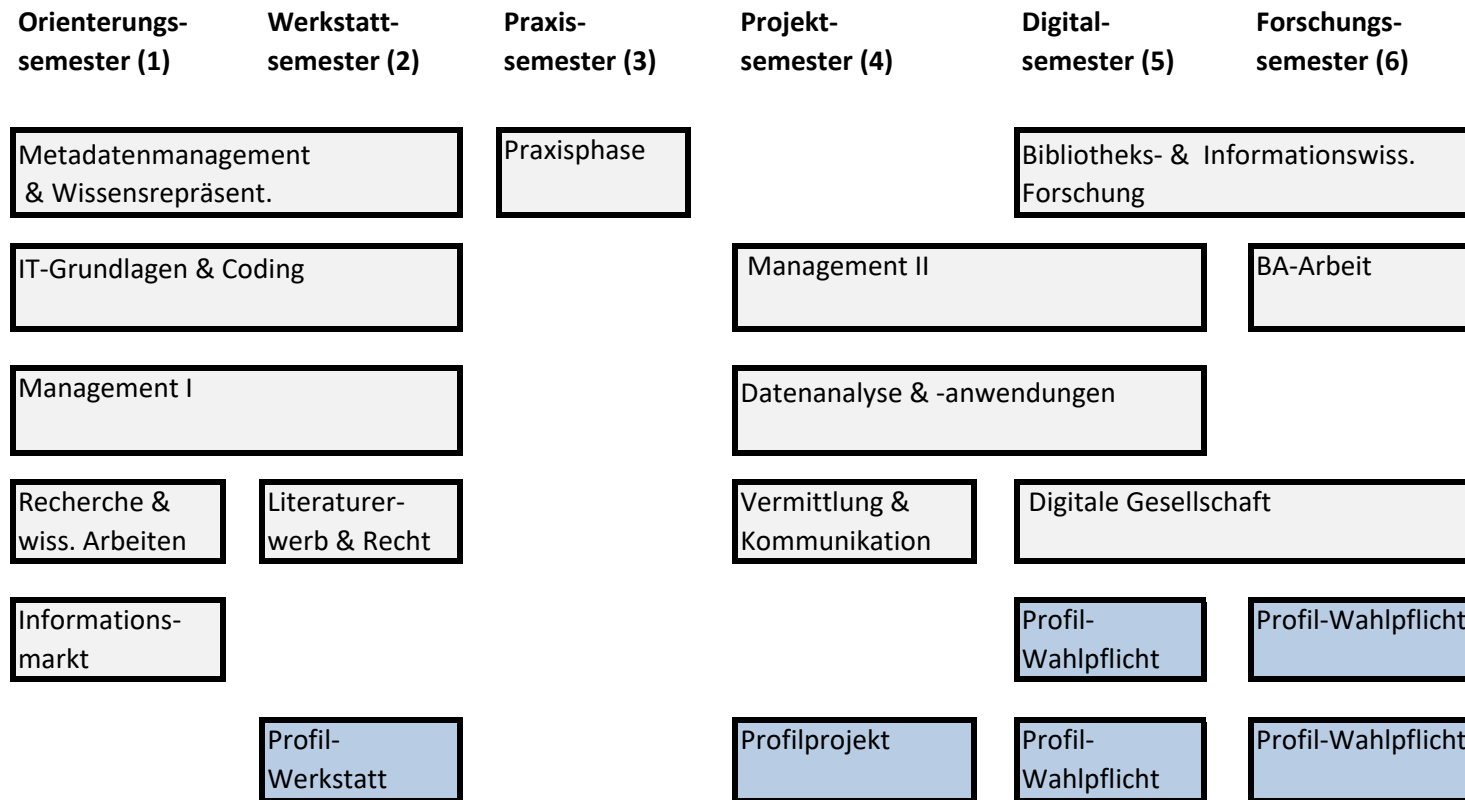 Orienterungs-
semester (1)
Werkstatt-
semester (2)
Praxis-
semester (3)
Projekt-
semester (4)
Digital-
semester (5)
Forschungs-
semester (6)
Metadatenmanagement
& Wissensrepräsent.
Praxisphase
Bibliotheks- & Informationswiss.
Forschung
IT-Grundlagen & Coding
Management II
BA-Arbeit
Management I
Datenanalyse & -anwendungen
Recherche &
wiss. Arbeiten
Literaturer-
werb & Recht
Vermittlung &
Kommunikation
Digitale Gesellschaft
Informations-
markt
Profil-
Wahlpflicht
Profil-Wahlpflicht
Profil-
Werkstatt
Profilprojekt
Profil-
Wahlpflicht
Profil-Wahlpflicht